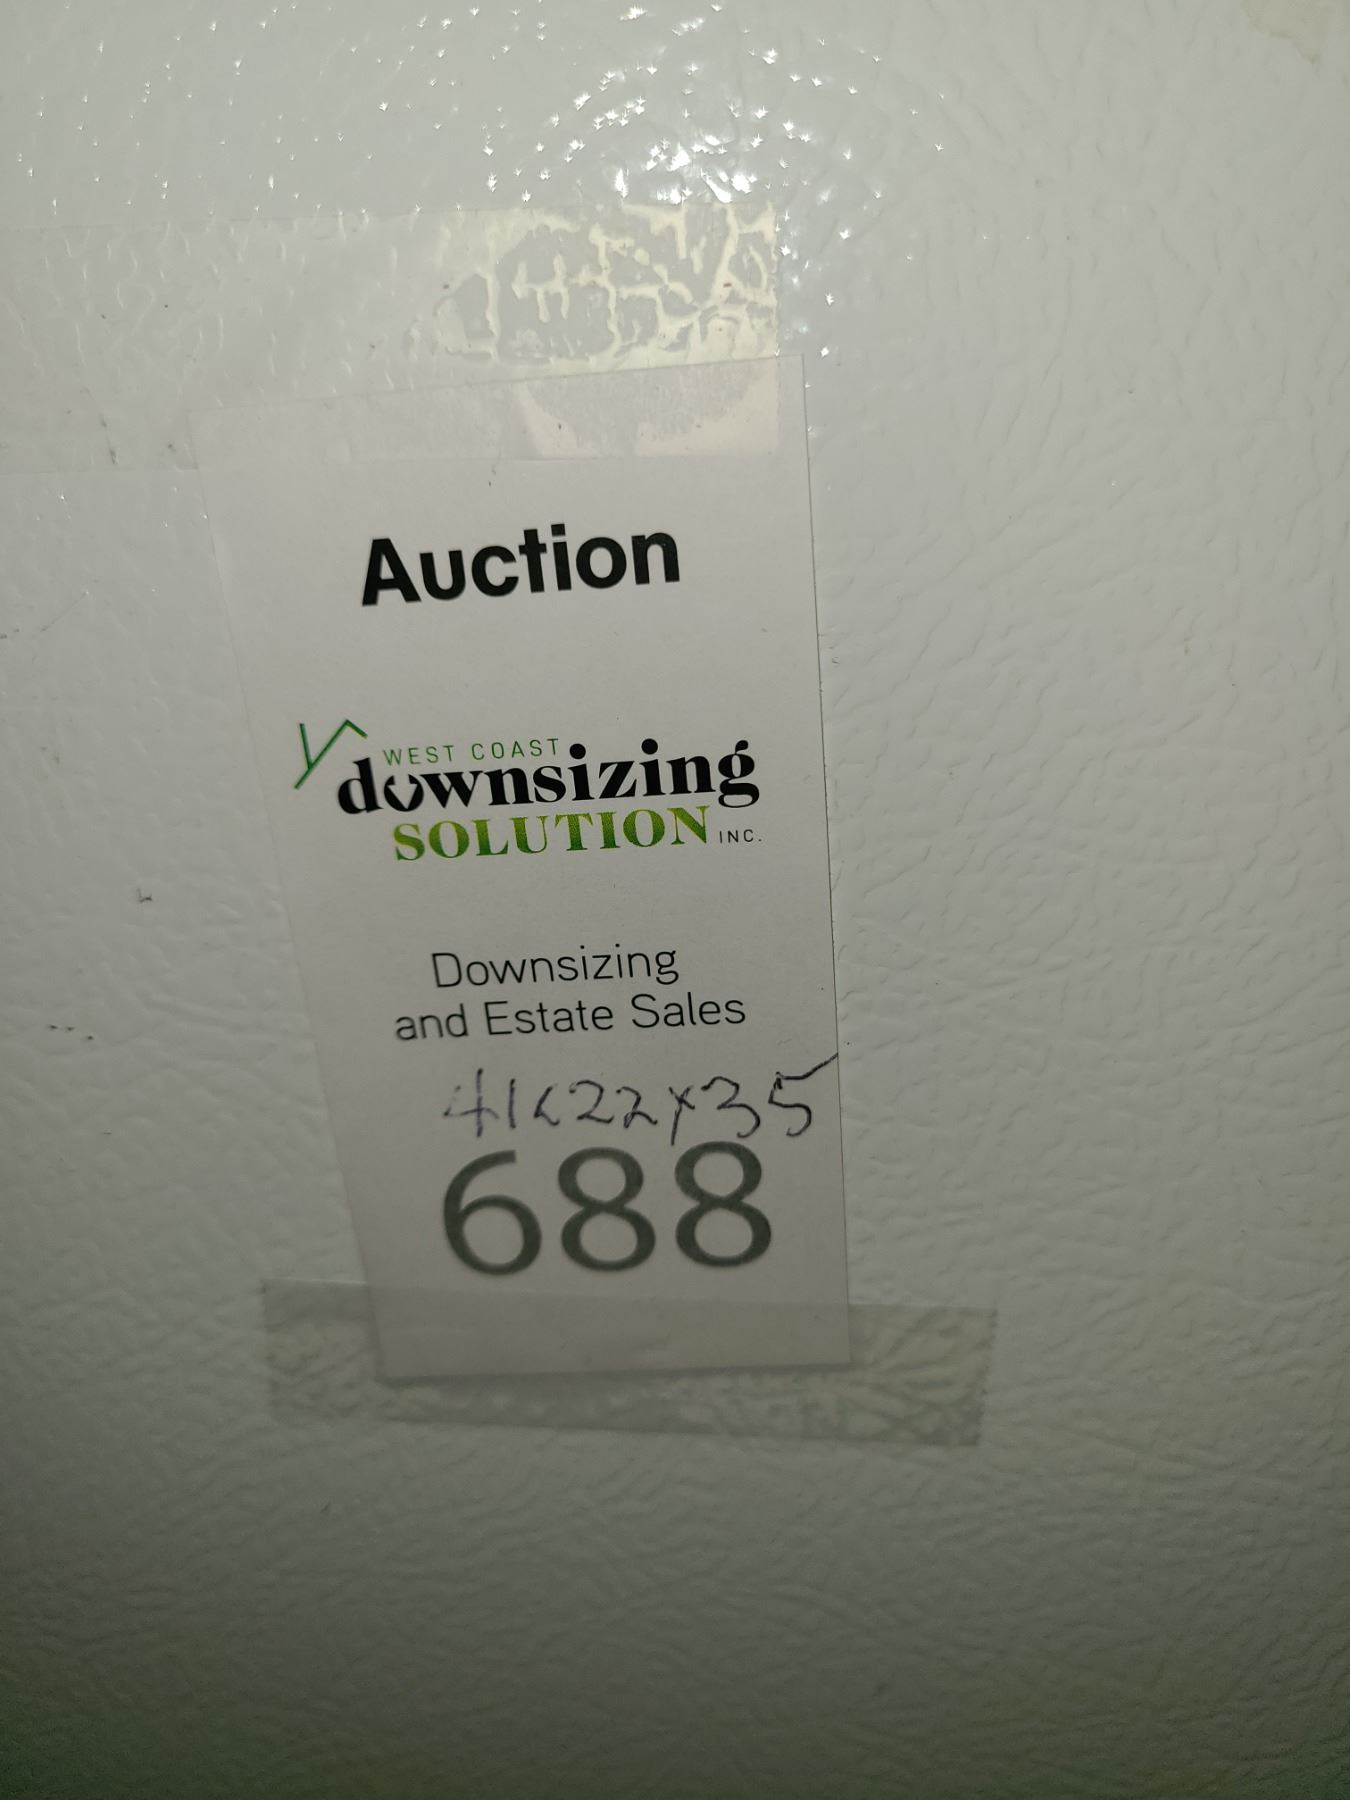 Auction
WEST COAST
downsizing
SOLUTION INC.
Downsizing
and Estate Sales
41x22x35
688